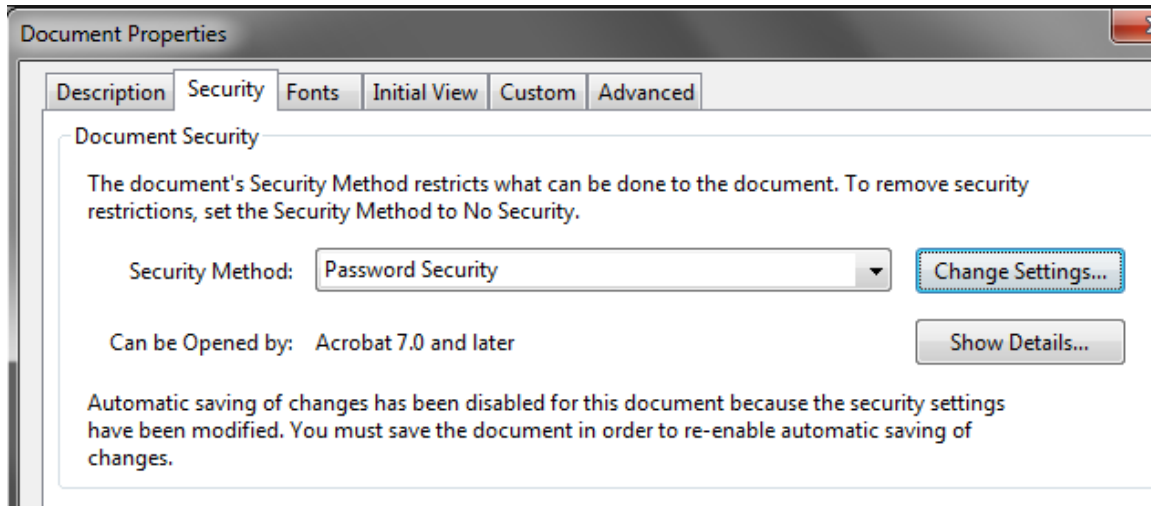 Document Properties
Description Security Fonts Initial View Custom Advanced
Document Security
The document's Security Method restricts what can be done to the document. To remove security
restrictions, set the Security Method to No Security.
Security Method: Password Security Change Settings...
Can be Opened by: Acrobat 7.0 and later Show Details...
Automatic saving of changes has been disabled for this document because the security settings
have been modified. You must save the document in order to re-enable automatic saving of
changes.